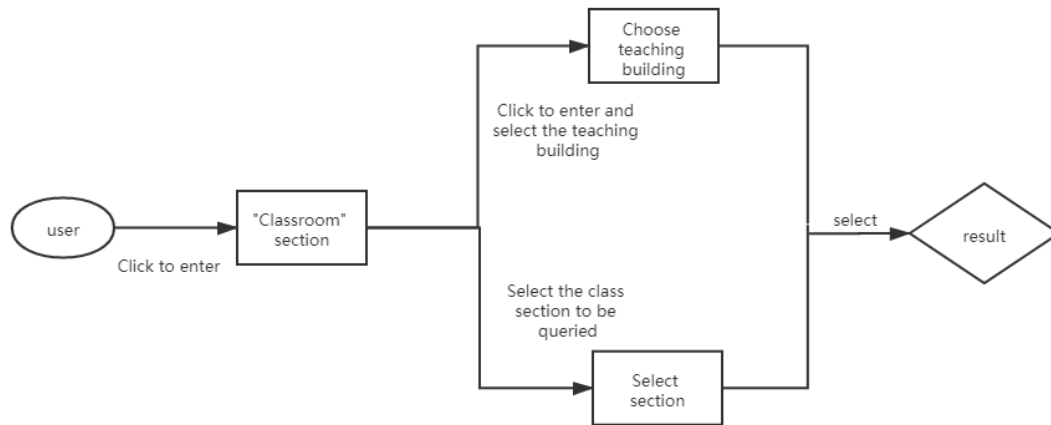 user
Click to enter
"Classroom"
section
Choose
teaching
building
Click to enter and
select the teaching
building
Select the class
section to be
queried
Select
section
select
result